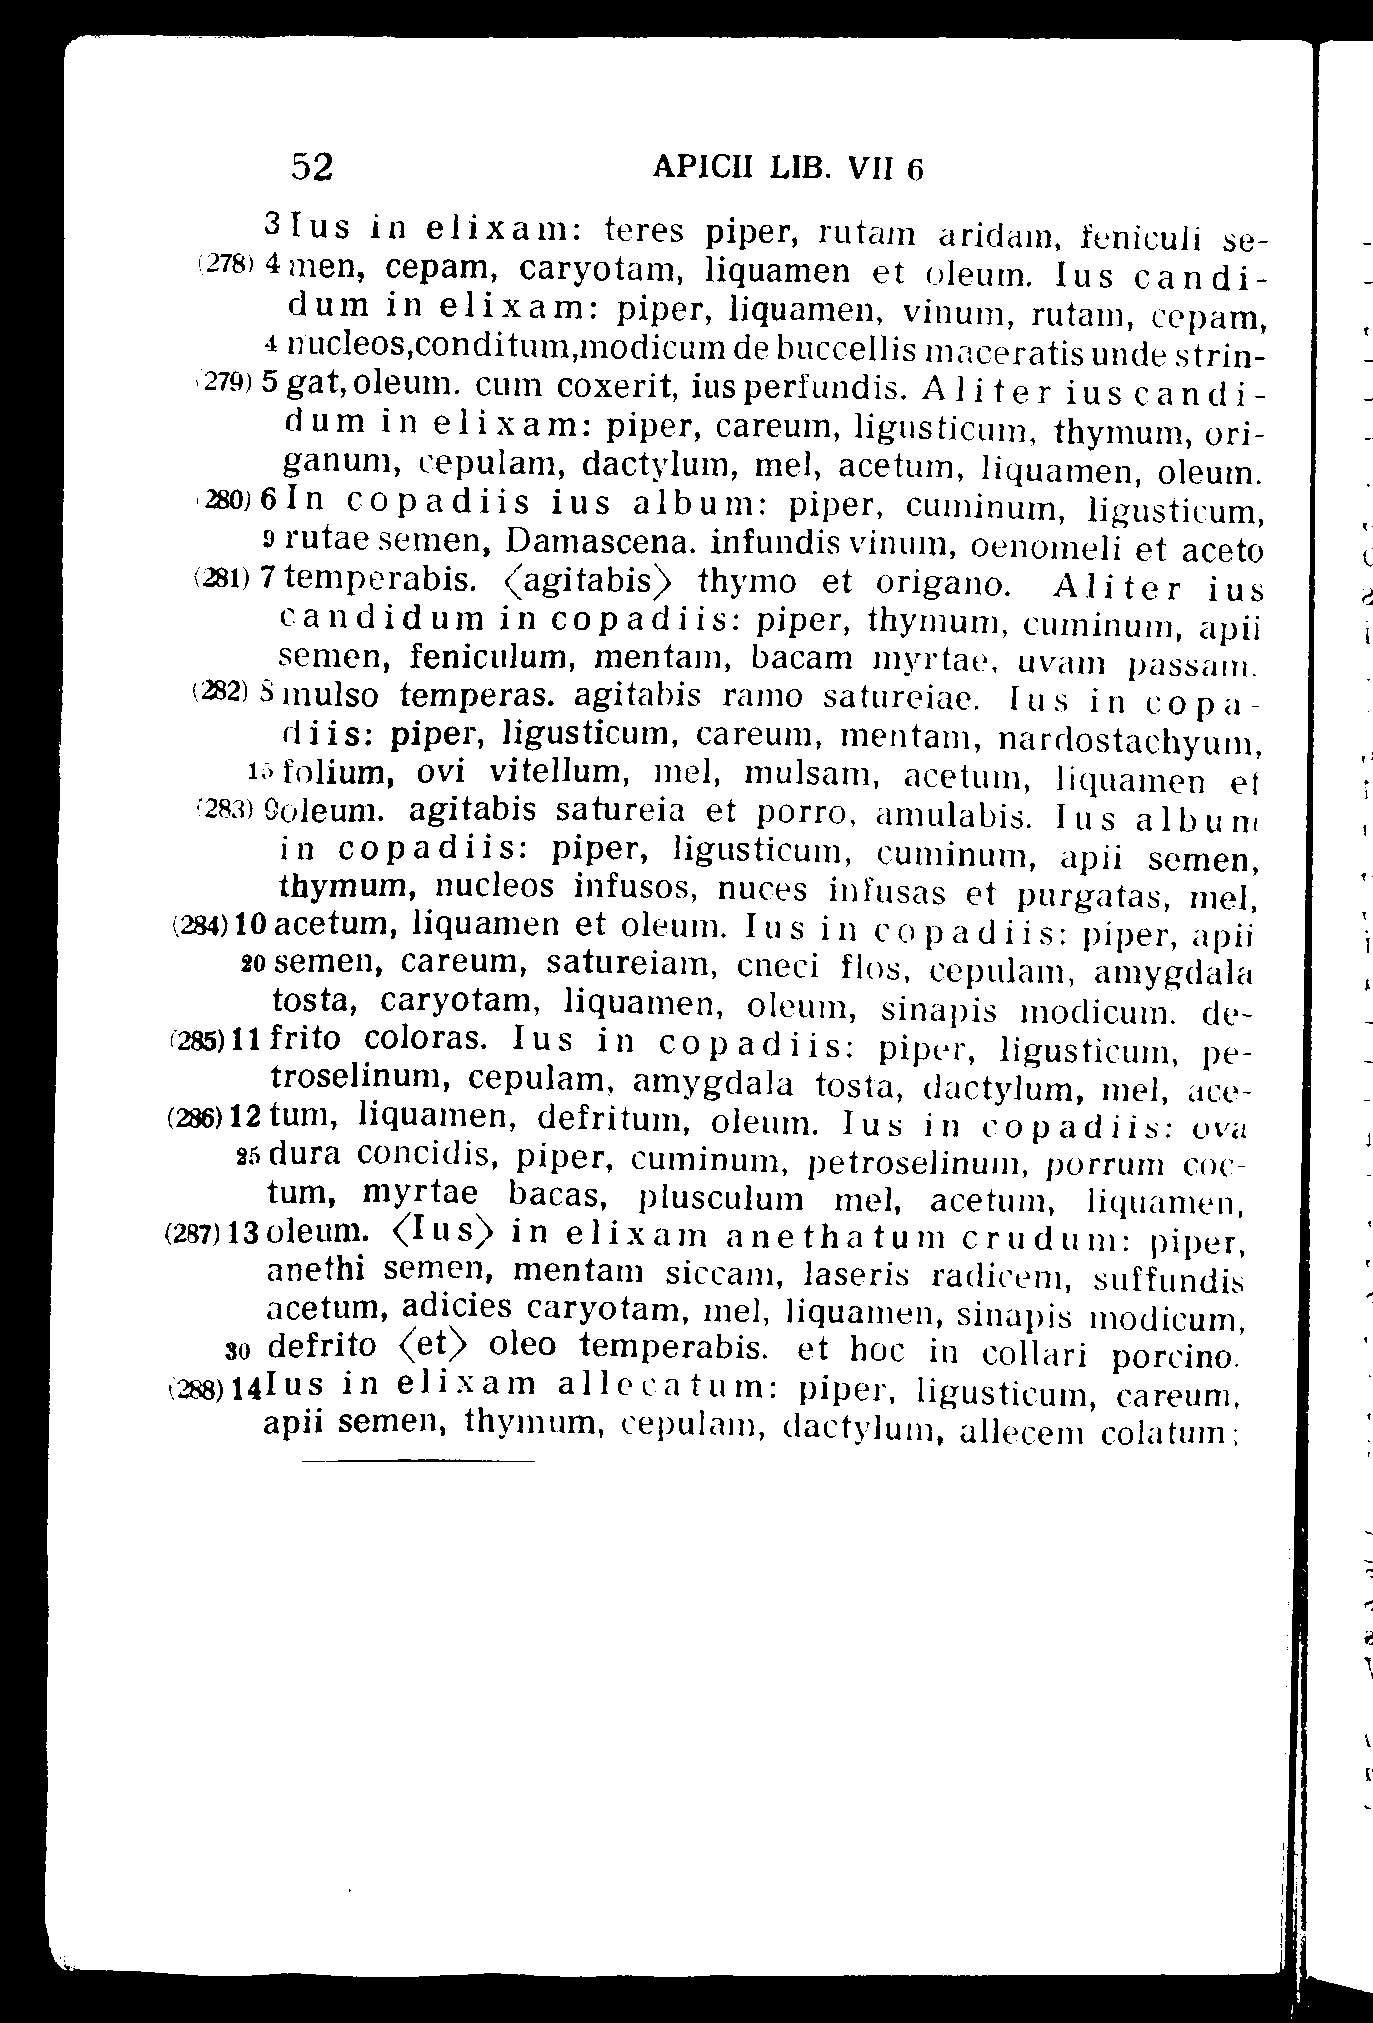 52 APICII LIB. VII 6
3 Ius in elixam: teres piper, rutam aridam, feniculi se-
(278) 4 men, cepam, caryotam, liquamen et oleum. Ius candi-
dum in elixam: piper, liquamen, vinum, rutam, cepam,
4 nucleos, conditum, modicum de buccellis maceratis unde strin-
(279) 5 gat, oleum. cum coxerit, ius perfundis. Aliter ius candi-
dum in elixam: piper, careum, ligusticum, thymum, ori-
ganum, cepulam, dactylum, mel, acetum, liquamen, oleum.
(280) 6 In copadiis ius album: piper, cuminum, ligusticum,
9 rutae semen, Damascena. infundis vinum, oenomeli et aceto
(281) 7 temperabis. ⟨agitabis⟩ thymo et origano. Aliter ius
candidum in copadiis: piper, thymum, cuminum, apii
semen, feniculum, mentam, bacam myrtae, uvam passam.
(282) 8 mulso temperas. agitabis ramo satureiae. Ius in copa-
diis: piper, ligusticum, careum, mentam, nardostachyum,
15 folium, ovi vitellum, mel, mulsam, acetum, liquamen et
(283) 9 oleum. agitabis satureia et porro, amulabis. Ius album
in copadiis: piper, ligusticum, cuminum, apii semen,
thymum, nucleos infusos, nuces infusas et purgatas, mel,
(284) 10 acetum, liquamen et oleum. Ius in copadiis: piper, apii
20 semen, careum, satureiam, cneci flos, cepulam, amygdala
tosta, caryotam, liquamen, oleum, sinapis modicum. de-
(285) 11 frito coloras. Ius in copadiis: piper, ligusticum, pe-
troselinum, cepulam, amygdala tosta, dactylum, mel, ace-
(286) 12 tum, liquamen, defritum, oleum. Ius in copadiis: ova
25 dura concidis, piper, cuminum, petroselinum, porrum coc-
tum, myrtae bacas, plusculum mel, acetum, liquamen,
(287) 13 oleum. ⟨Ius⟩ in elixam anethatum crudum: piper,
anethi semen, mentam siccam, laseris radicem, suffundis
acetum, adicies caryotam, mel, liquamen, sinapis modicum,
30 defrito ⟨et⟩ oleo temperabis. et hoc in collari porcino.
(288) 14 Ius in elixam allecatum: piper, ligusticum, careum,
apii semen, thymum, cepulam, dactylum, allecem colatum;